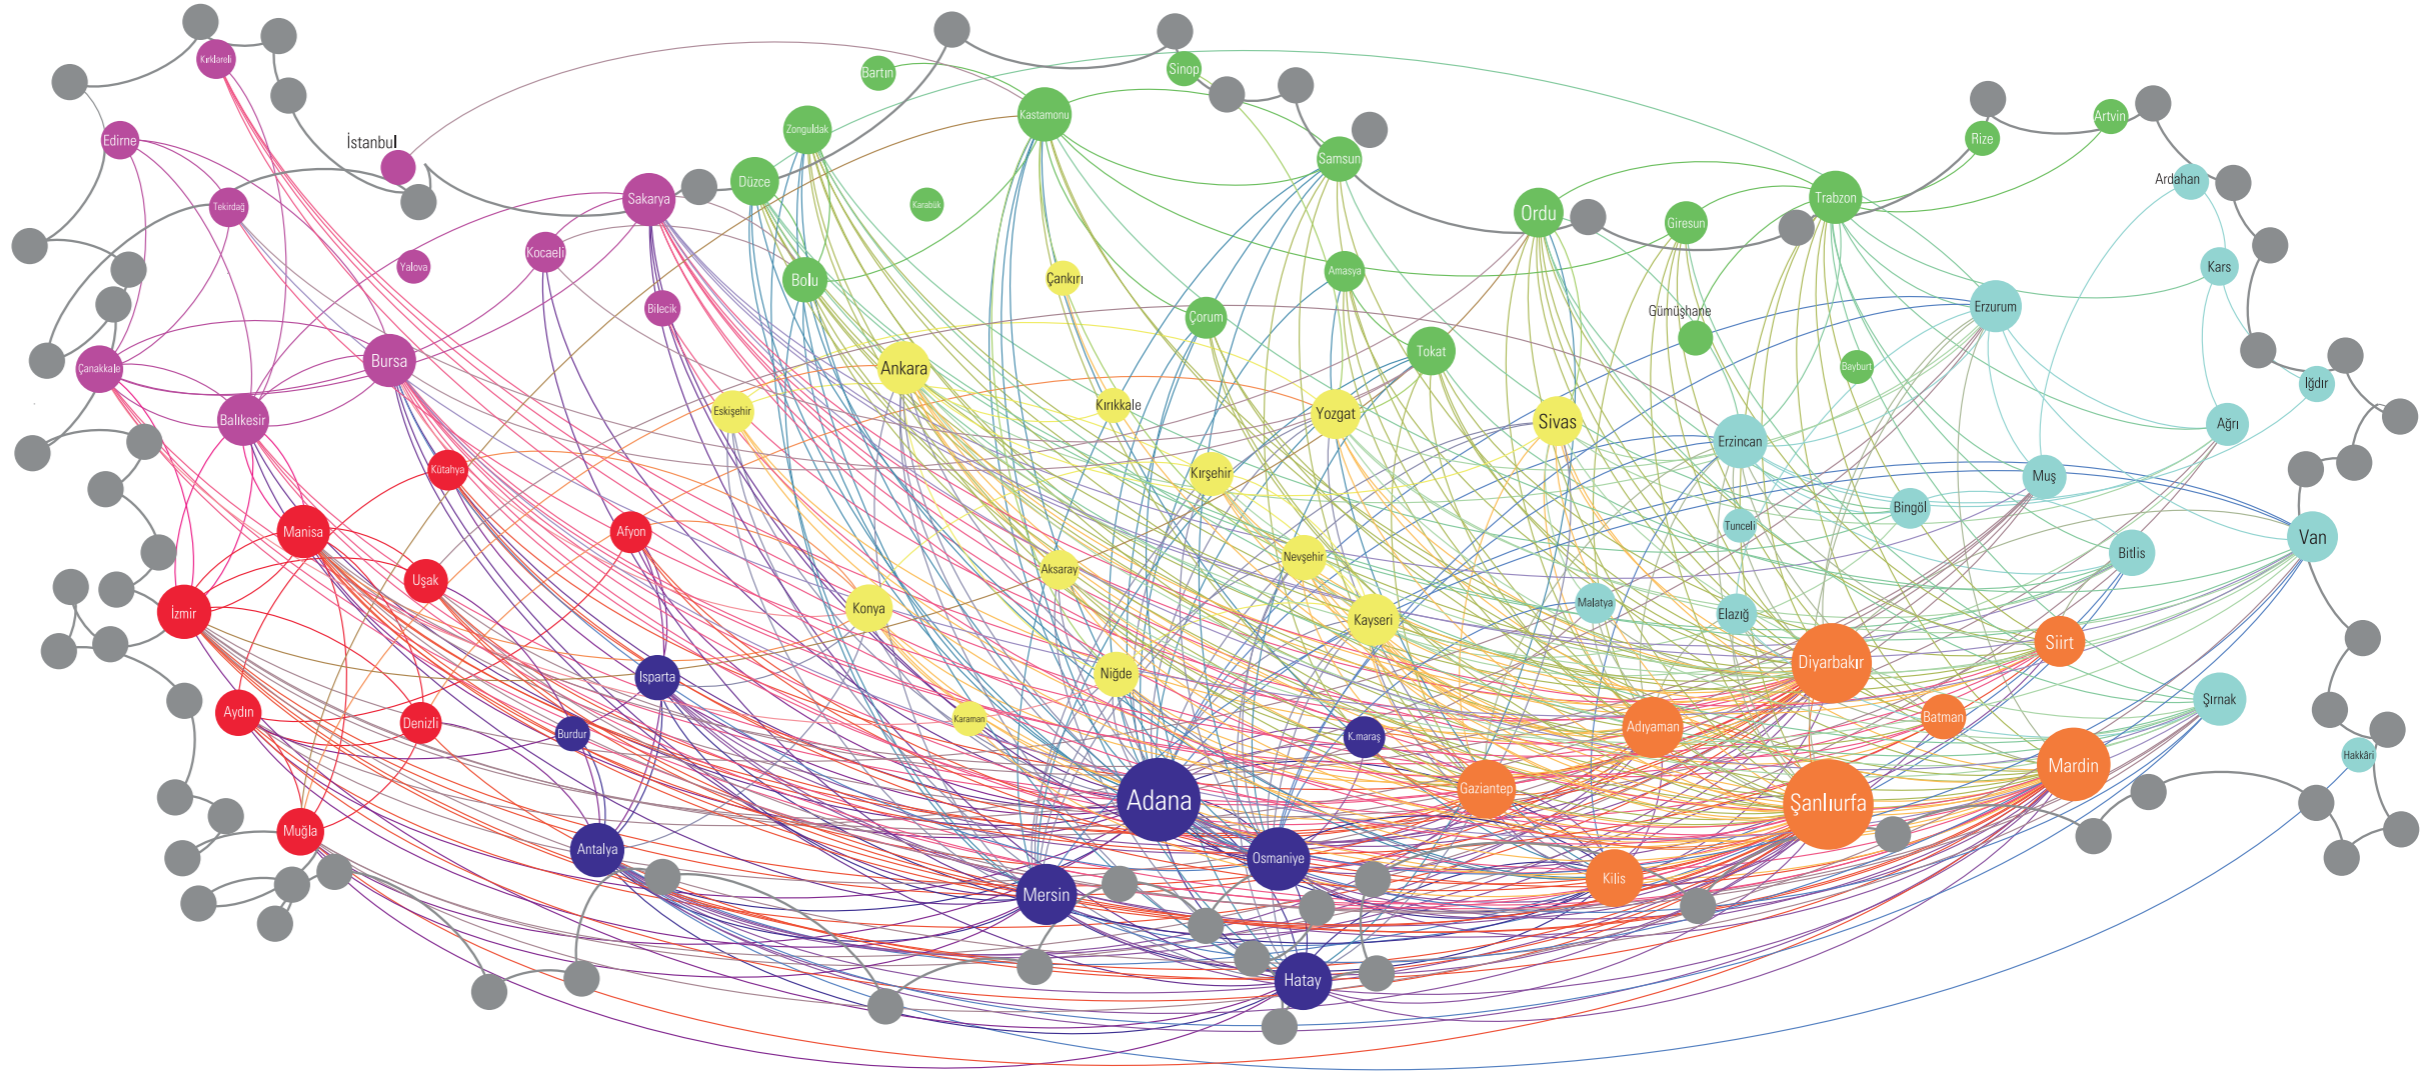 Kırklareli
Bartın
Sinop
Kastamonu
Artvin
Zonguldak
Edirne
Rize
İstanbul
Samsun
Düzce
Ardahan
Sakarya
Trabzon
Tekirdağ
Karabük
Ordu
Giresun
Kocaeli
Yalova
Kars
Amasya
Çankırı
Bolu
Bilecik
Erzurum
Gümüşhane
Çorum
Tokat
Bursa
Bayburt
Çanakkale
Ankara
Iğdır
Kırıkkale
Eskişehir
Yozgat
Balıkesir
Sivas
Ağrı
Erzincan
Kütahya
Kırşehir
Muş
Bingöl
Tunceli
Manisa
Afyon
Van
Bitlis
Nevşehir
Aksaray
Uşak
Malatya
Konya
İzmir
Elazığ
Kayseri
Siirt
Diyarbakır
Niğde
Isparta
Şırnak
Aydın
Denizli
Karaman
Batman
Adıyaman
Burdur
K.maraş
Hakkâri
Mardin
Gaziantep
Adana
Şanlıurfa
Muğla
Antalya
Osmaniye
Kilis
Mersin
Hatay